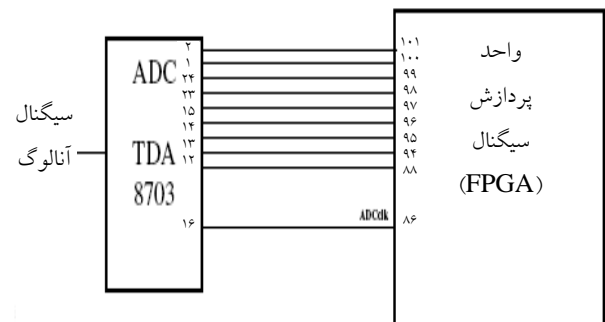 سیگنال
آنالوگ
ADC
TDA
8703
۲
۱
۲۴
۲۳
۱۵
۱۴
۱۳
۱۲
۱۶
ADCclk
۱۰۱
۱۰۰
۹۹
۹۸
۹۷
۹۶
۹۵
۹۴
۸۸
۸۶
واحد
پردازش
سیگنال
(FPGA)